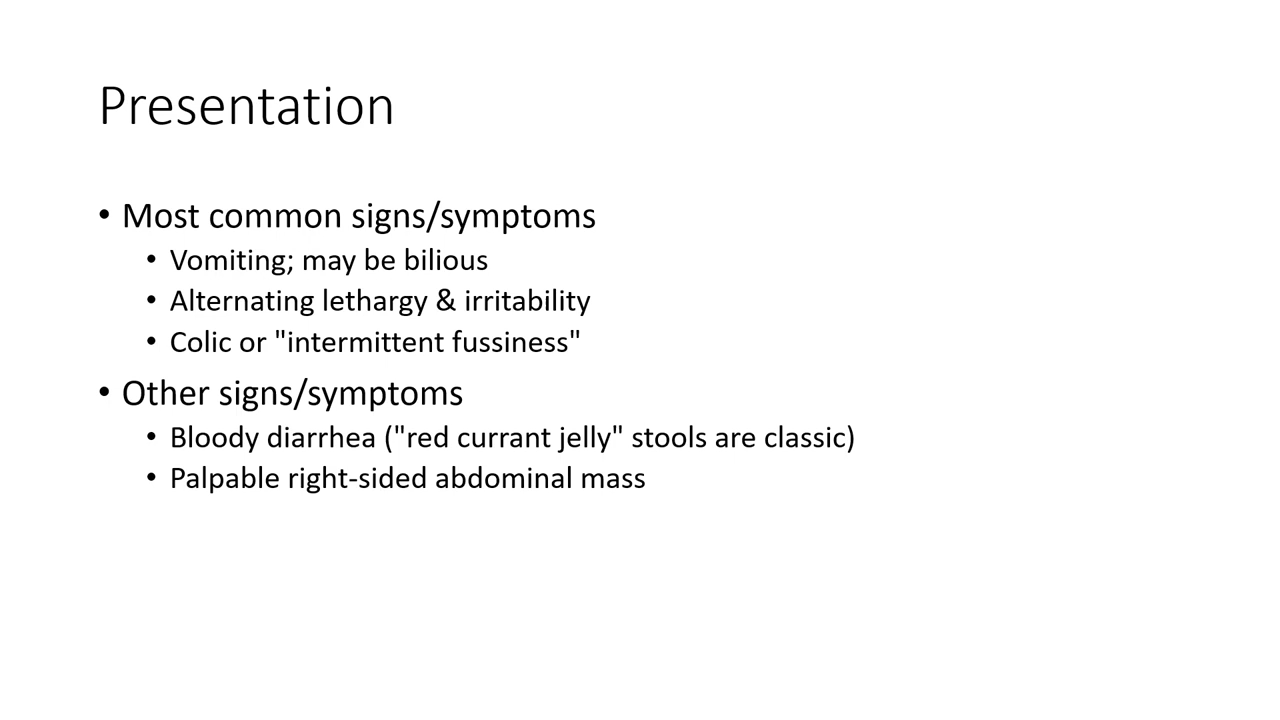 Presentation
• Most common signs/symptoms
• Vomiting; may be bilious
• Alternating lethargy & irritability
• Colic or "intermittent fussiness"
• Other signs/symptoms
• Bloody diarrhea ("red currant jelly" stools are classic)
• Palpable right-sided abdominal mass